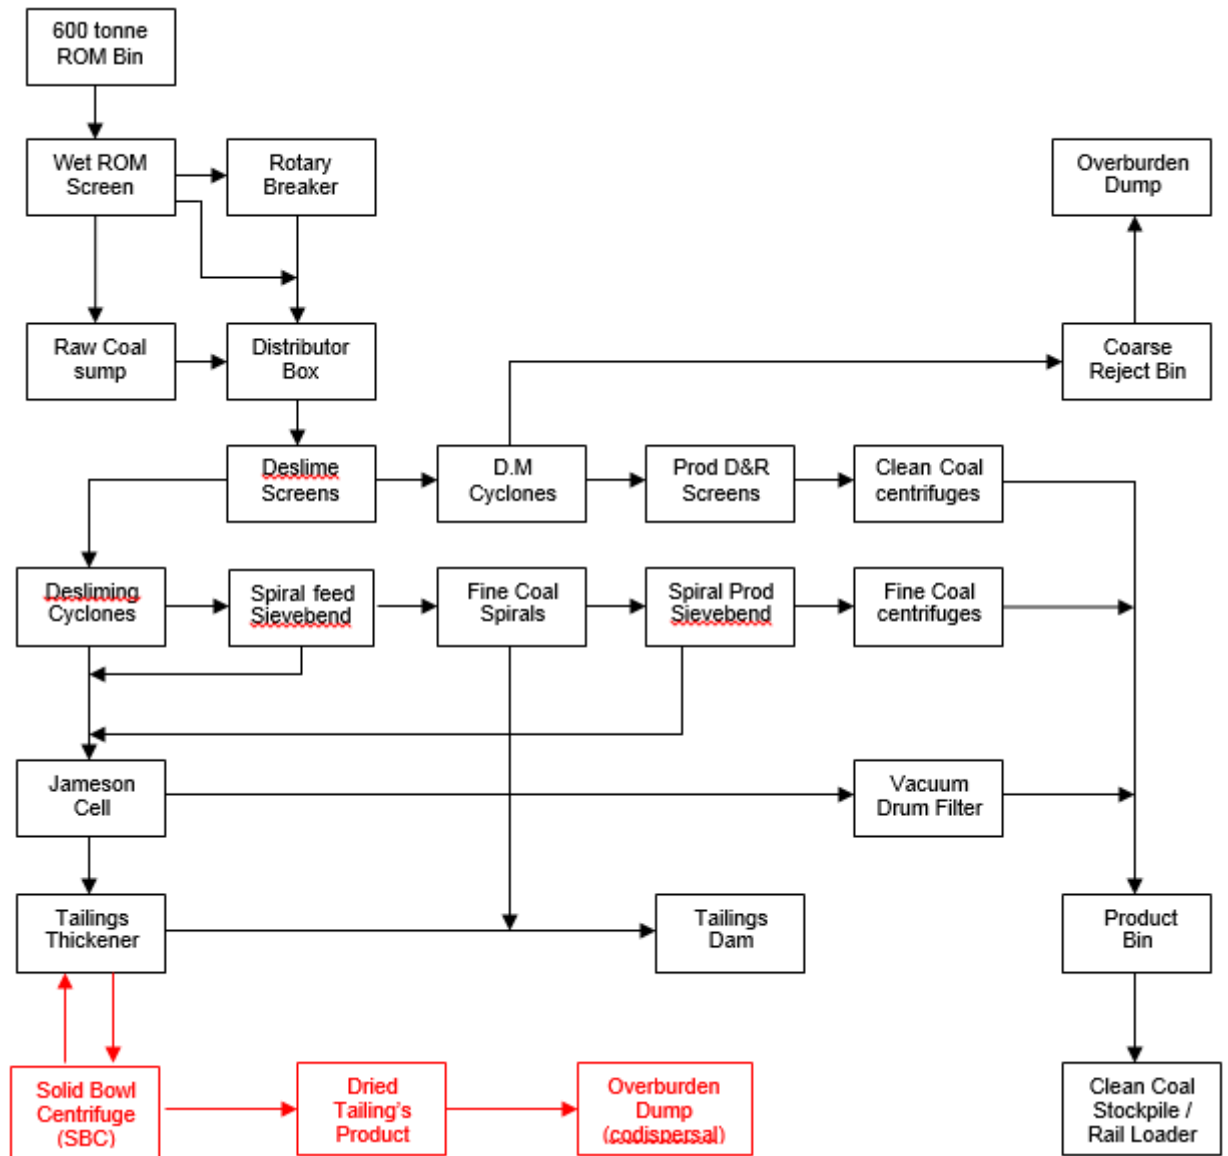 600 tonne
ROM Bin
Wet ROM
Screen
Rotary
Breaker
Overburden
Dump
Raw Coal
sump
Distributor
Box
Coarse
Reject Bin
Deslime
Screens
D.M
Cyclones
Prod D&R
Screens
Clean Coal
centrifuges
Desliming
Cyclones
Spiral feed
Sievebend
Fine Coal
Spirals
Spiral Prod
Sievebend
Fine Coal
centrifuges
Jameson
Cell
Vacuum
Drum Filter
Tailings
Thickener
Tailings
Dam
Product
Bin
Solid Bowl
Centrifuge
(SBC)
Dried
Tailing's
Product
Overburden
Dump
(codispersal)
Clean Coal
Stockpile /
Rail Loader